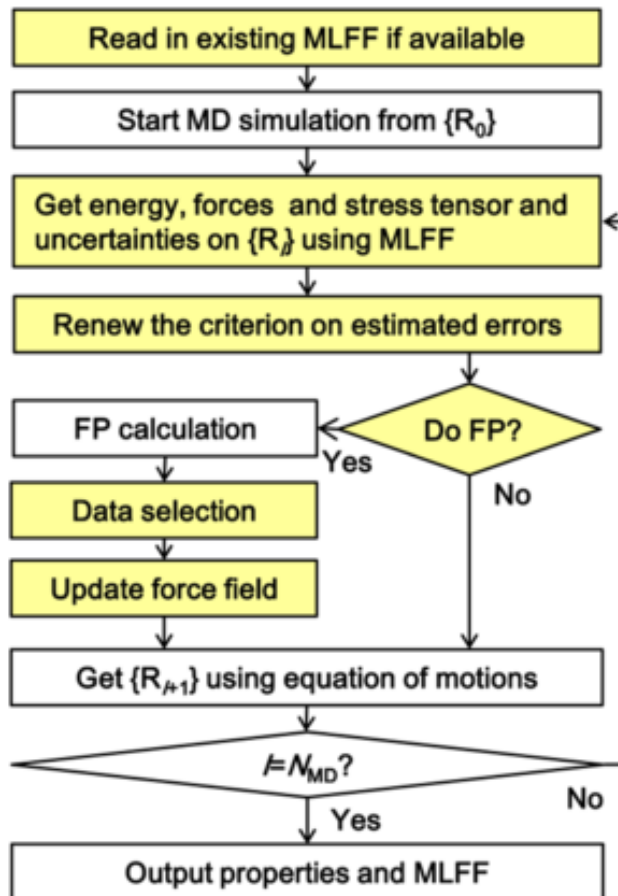 Read in existing MLFF if available
Start MD simulation from {R₀}
Get energy, forces and stress tensor and
uncertainties on {Rᵢ} using MLFF
Renew the criterion on estimated errors
Do FP?
FP calculation
Yes
No
Data selection
Update force field
Get {Rᵢ₊₁} using equation of motions
I=N_MD?
No
Yes
Output properties and MLFF